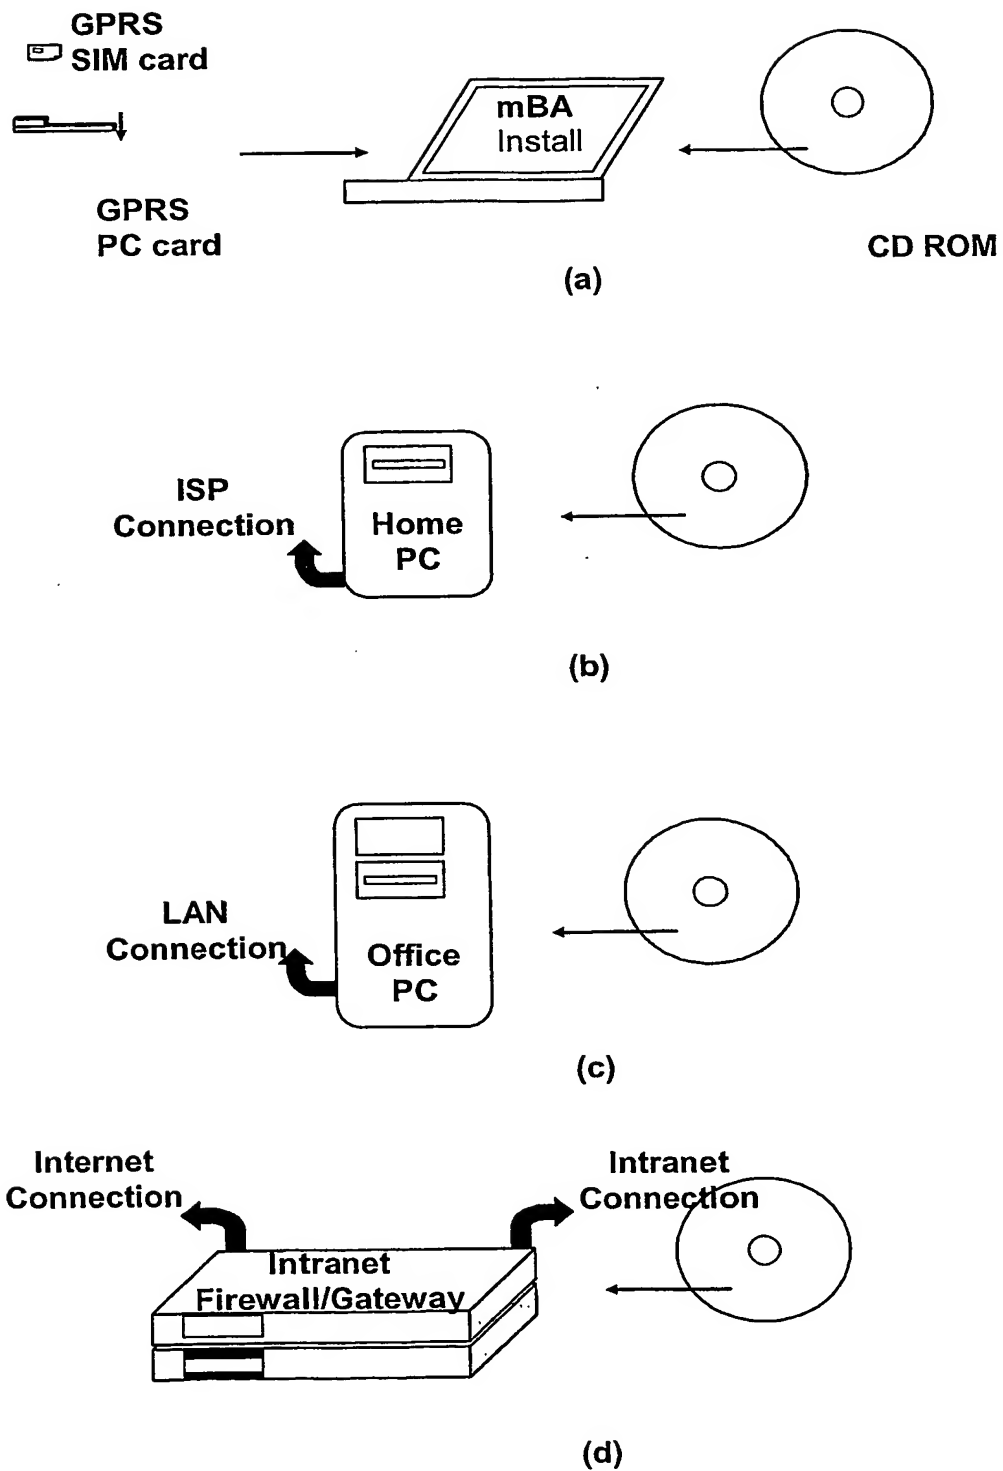 GPRS
SIM card
mBA
Install
GPRS
PC card
CD ROM
(a)
ISP
Connection
Home
PC
(b)
LAN
Connection
Office
PC
(c)
Internet
Connection
Intranet
Connection
Intranet
Firewall/Gateway
(d)